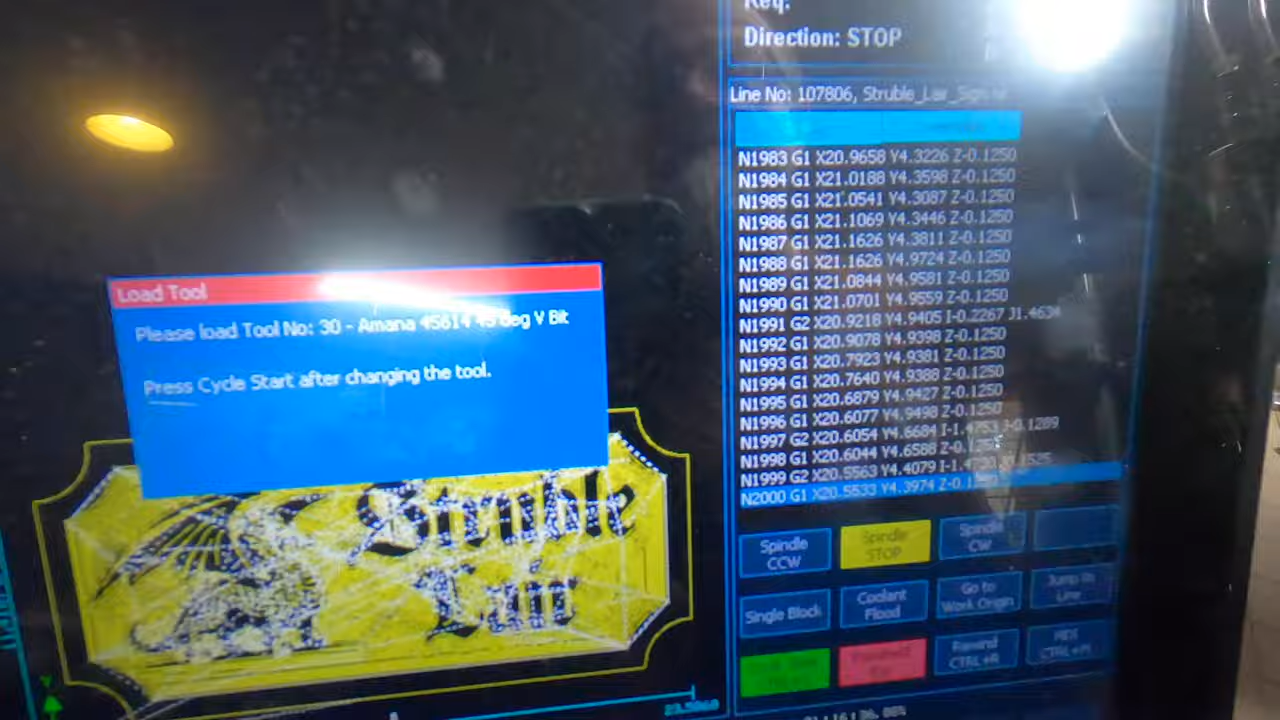 Req:
Direction: STOP
Line No: 107806, Struble_Lair_Sign
N1983 G1 X20.9658 Y4.3226 Z-0.1250
N1984 G1 X21.0188 Y4.3598 Z-0.1250
N1985 G1 X21.0541 Y4.3087 Z-0.1250
N1986 G1 X21.1069 Y4.3446 Z-0.1250
N1987 G1 X21.1626 Y4.3811 Z-0.1250
N1988 G1 X21.1626 Y4.9724 Z-0.1250
N1989 G1 X21.0844 Y4.9581 Z-0.1250
N1990 G1 X21.0701 Y4.9559 Z-0.1250
N1991 G2 X20.9218 Y4.9405 I-0.2267 J1.4634
N1992 G1 X20.9078 Y4.9398 Z-0.1250
N1993 G1 X20.7923 Y4.9381 Z-0.1250
N1994 G1 X20.7640 Y4.9388 Z-0.1250
N1995 G1 X20.6879 Y4.9427 Z-0.1250
N1996 G1 X20.6077 Y4.9498 Z-0.1250
N1997 G2 X20.6054 Y4.6684 I-1.4753 J-0.1289
N1998 G1 X20.6044 Y4.6588 Z-0.1250
N1999 G2 X20.5563 Y4.4079
N2000 G1 X20.5533 Y4.3974
Load Tool
Please load Tool No: 30 - Amana 45614 45 deg V Bit
Press Cycle Start after changing the tool.
Struble
Lair
Spindle CCW
Spindle STOP
Spindle CW
Single Block
Coolant Flood
Go to Work Origin
Jump to Line
Rewind CTRL+R
MDI CTRL+M